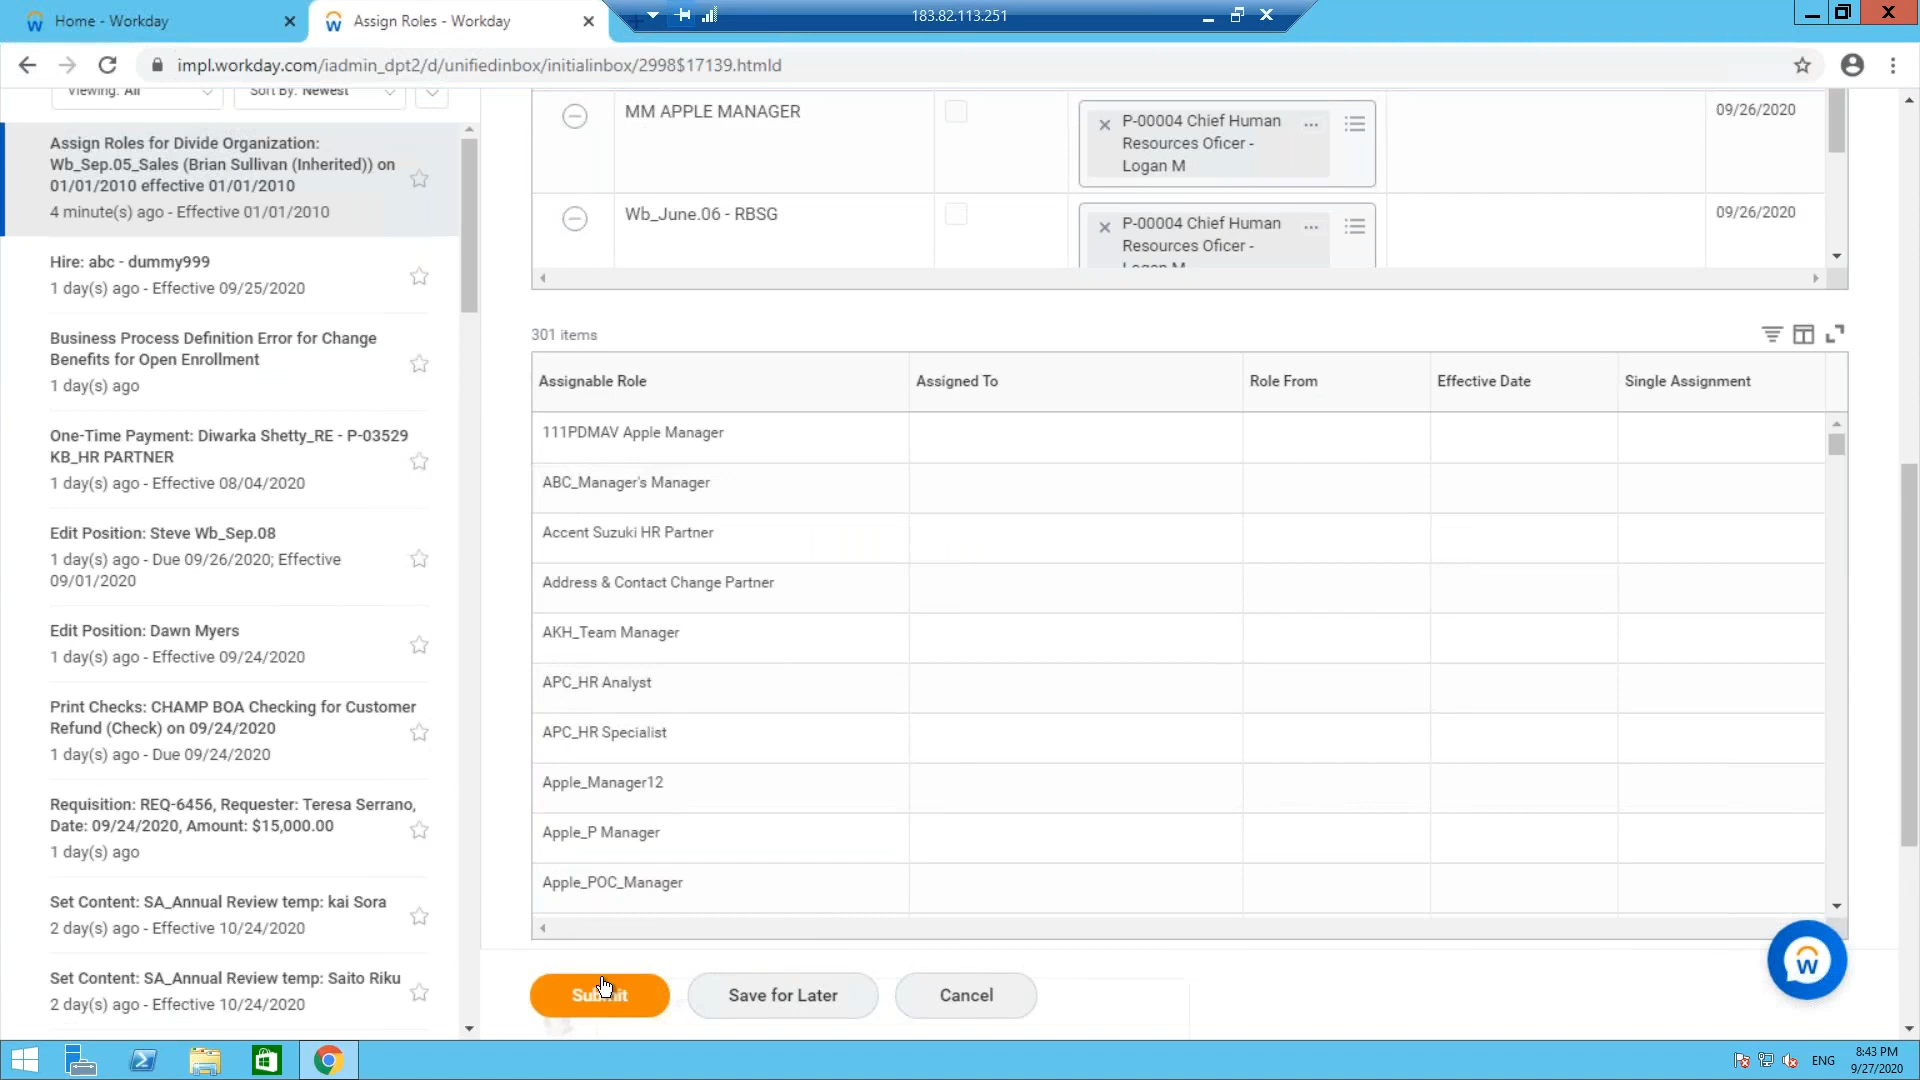 Home - Workday
Assign Roles - Workday
183.82.113.251
impl.workday.com/iadmin_dpt2/d/unifiedinbox/initialinbox/2998$17139.htmld
Viewing: All
Sort By: Newest
Assign Roles for Divide Organization:
Wb_Sep.05_Sales (Brian Sullivan (Inherited)) on
01/01/2010 effective 01/01/2010
4 minute(s) ago - Effective 01/01/2010
Hire: abc - dummy999
1 day(s) ago - Effective 09/25/2020
Business Process Definition Error for Change
Benefits for Open Enrollment
1 day(s) ago
One-Time Payment: Diwarka Shetty_RE - P-03529
KB_HR PARTNER
1 day(s) ago - Effective 08/04/2020
Edit Position: Steve Wb_Sep.08
1 day(s) ago - Due 09/26/2020; Effective
09/01/2020
Edit Position: Dawn Myers
1 day(s) ago - Effective 09/24/2020
Print Checks: CHAMP BOA Checking for Customer
Refund (Check) on 09/24/2020
1 day(s) ago - Due 09/24/2020
Requisition: REQ-6456, Requester: Teresa Serrano,
Date: 09/24/2020, Amount: $15,000.00
1 day(s) ago
Set Content: SA_Annual Review temp: kai Sora
2 day(s) ago - Effective 10/24/2020
Set Content: SA_Annual Review temp: Saito Riku
2 day(s) ago - Effective 10/24/2020
MM APPLE MANAGER
P-00004 Chief Human
Resources Oficer -
Logan M
09/26/2020
Wb_June.06 - RBSG
P-00004 Chief Human
Resources Oficer -
Logan M
09/26/2020
301 items
Assignable Role
Assigned To
Role From
Effective Date
Single Assignment
111PDMAV Apple Manager
ABC_Manager's Manager
Accent Suzuki HR Partner
Address & Contact Change Partner
AKH_Team Manager
APC_HR Analyst
APC_HR Specialist
Apple_Manager12
Apple_P Manager
Apple_POC_Manager
Submit
Save for Later
Cancel
ENG
8:43 PM
9/27/2020